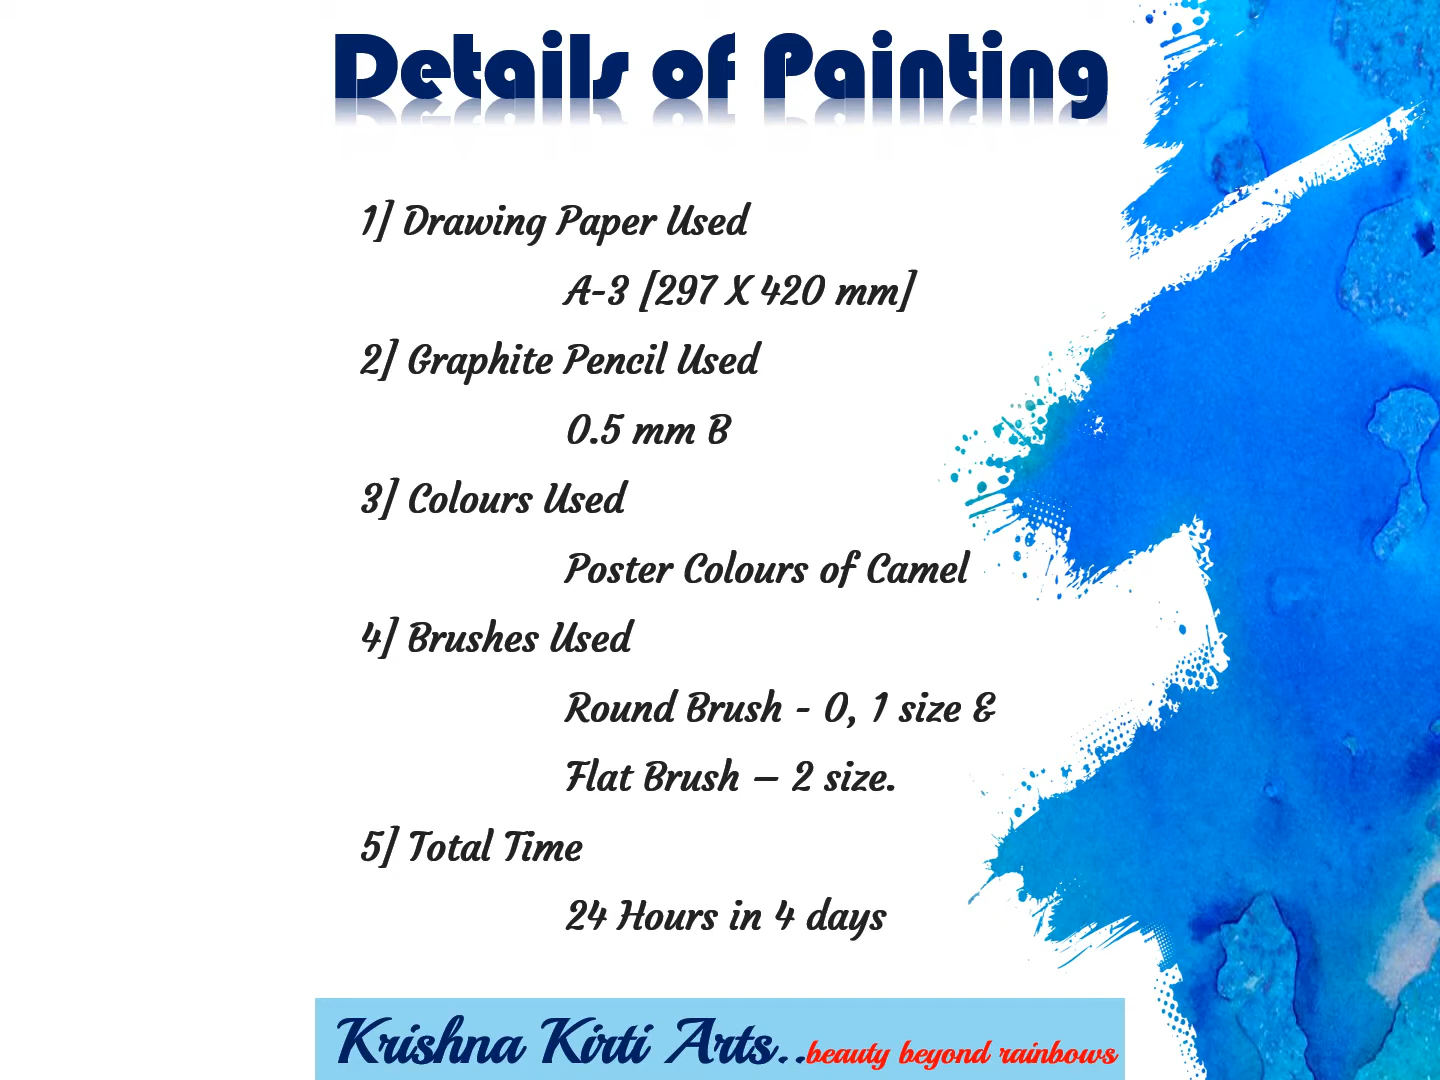 Details of Painting
1] Drawing Paper Used
A-3 [297 X 420 mm]
2] Graphite Pencil Used
0.5 mm B
3] Colours Used
Poster Colours of Camel
4] Brushes Used
Round Brush - 0, 1 size &
Flat Brush – 2 size.
5] Total Time
24 Hours in 4 days
Krishna Kirti Arts..beauty beyond rainbows